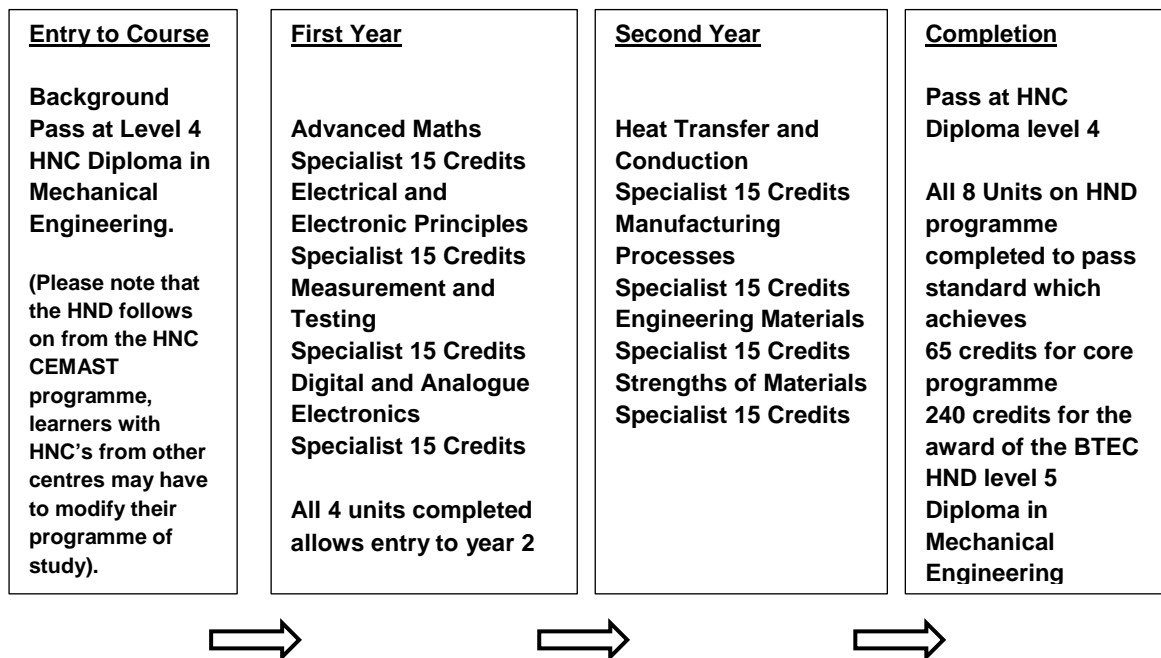 Entry to Course
Background
Pass at Level 4
HNC Diploma in
Mechanical
Engineering.
(Please note that
the HND follows
on from the HNC
CEMAST
programme,
learners with
HNC's from other
centres may have
to modify their
programme of
study).
First Year
Advanced Maths
Specialist 15 Credits
Electrical and
Electronic Principles
Specialist 15 Credits
Measurement and
Testing
Specialist 15 Credits
Digital and Analogue
Electronics
Specialist 15 Credits
All 4 units completed
allows entry to year 2
Second Year
Heat Transfer and
Conduction
Specialist 15 Credits
Manufacturing
Processes
Specialist 15 Credits
Engineering Materials
Specialist 15 Credits
Strengths of Materials
Specialist 15 Credits
Completion
Pass at HNC
Diploma level 4
All 8 Units on HND
programme
completed to pass
standard which
achieves
65 credits for core
programme
240 credits for the
award of the BTEC
HND level 5
Diploma in
Mechanical
Engineering